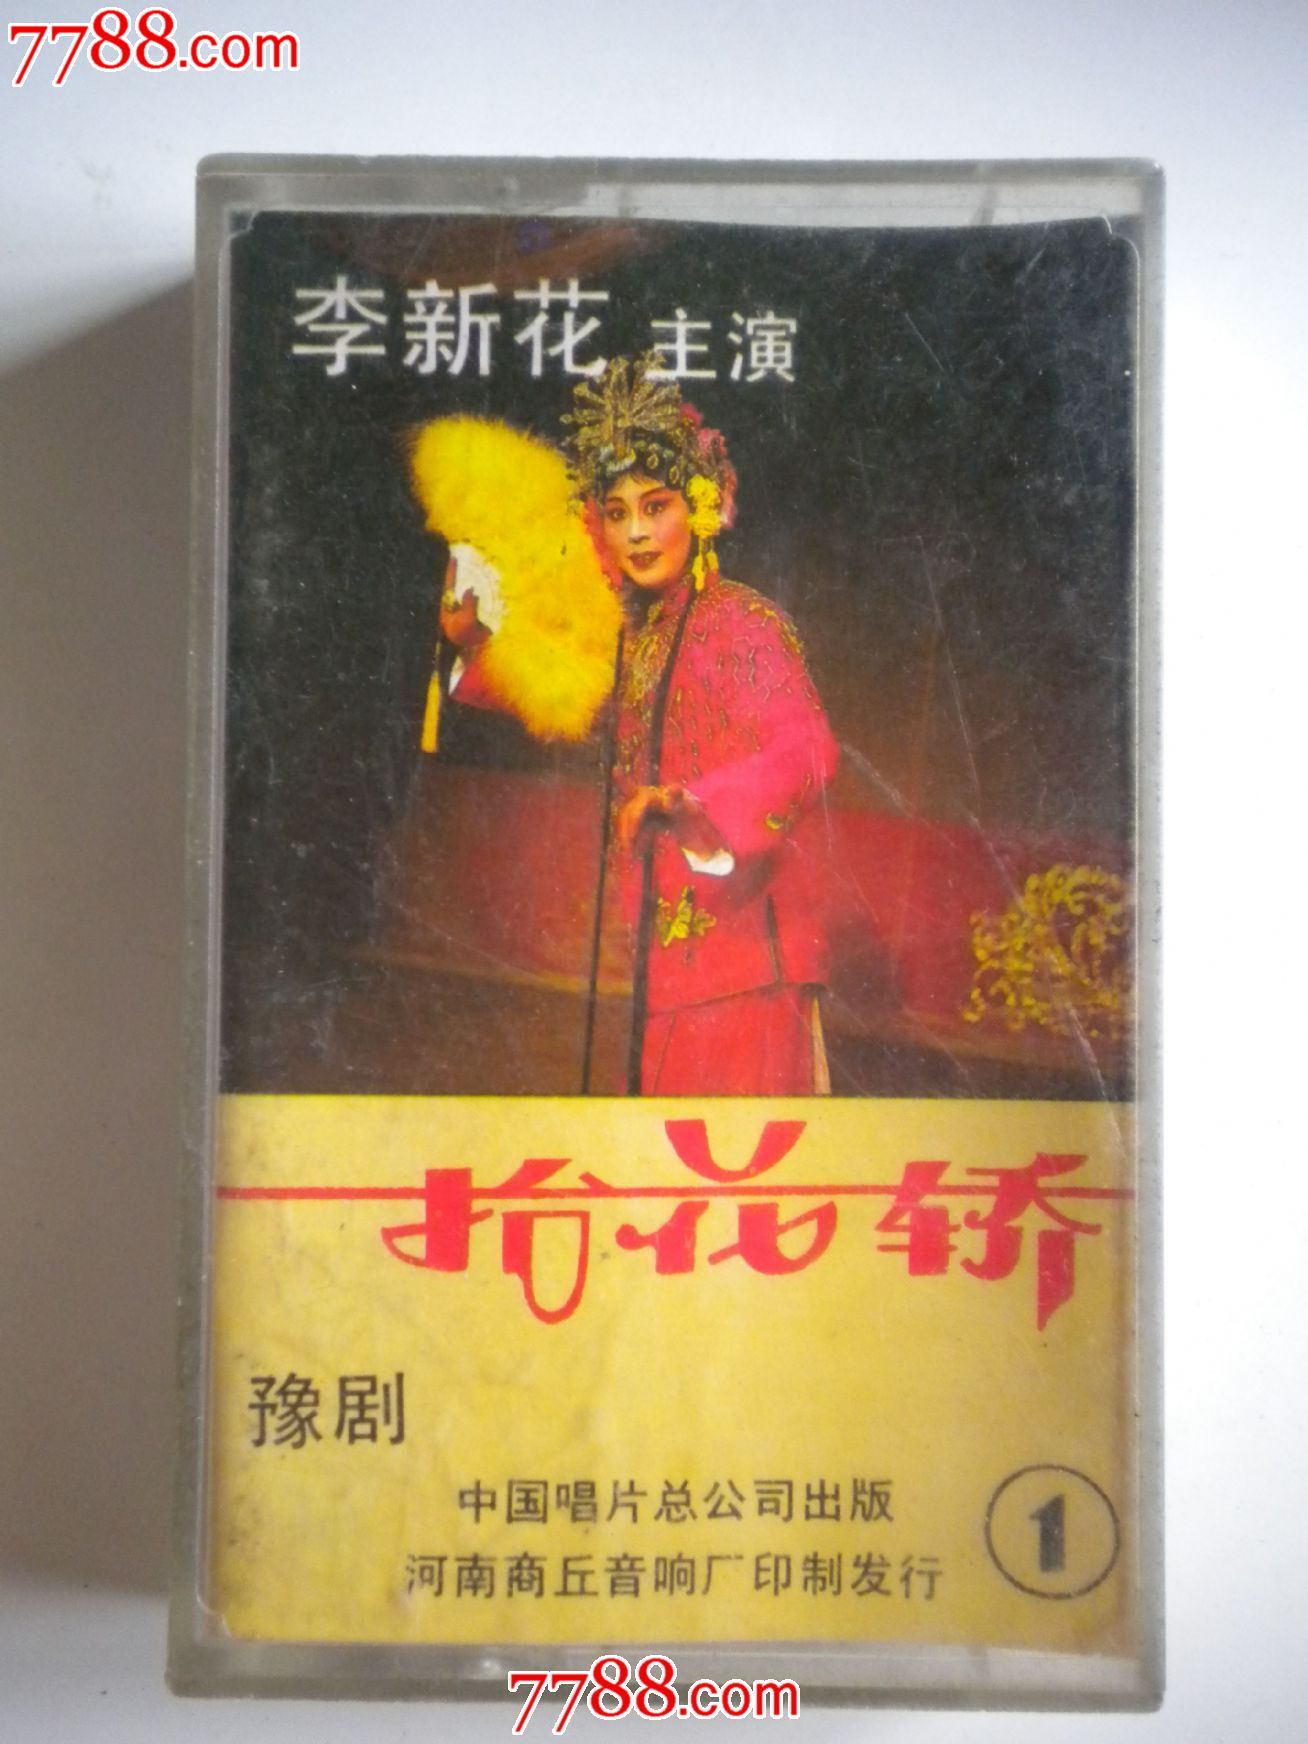 7788.com
李新花 主演
抬花轿
豫剧
中国唱片总公司出版
河南商丘音响厂印制发行
1
7788.com